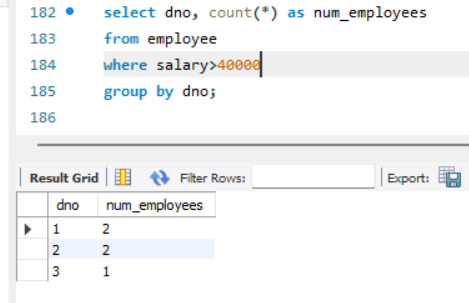 182 select dno, count(*) as num_employees
183 from employee
184 where salary>40000
185 group by dno;
186
Result Grid Filter Rows: Export:
dno num_employees
1 2
2 2
3 1